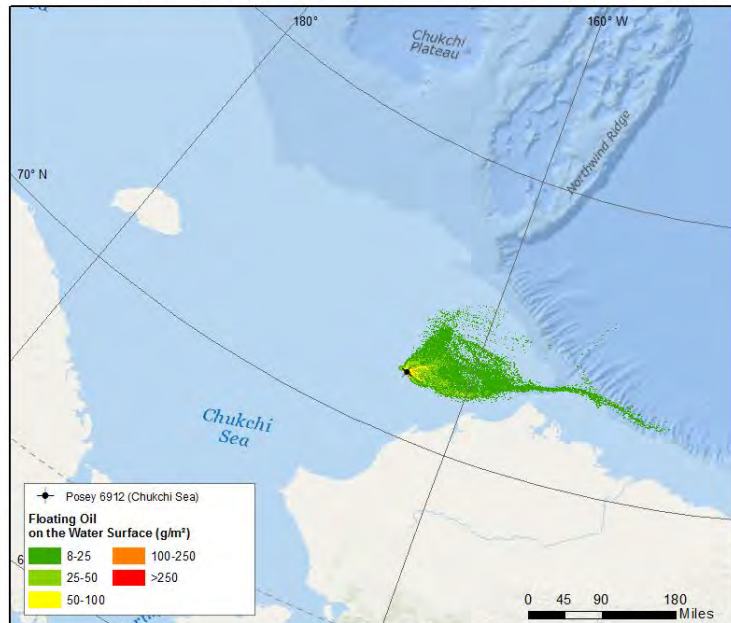 180°
160° W
Chukchi
Plateau
Northwind Ridge
70° N
Chukchi
Sea
Posey 6912 (Chukchi Sea)
Floating Oil
on the Water Surface (g/m²)
8-25
100-250
25-50
>250
50-100
0 45 90 180
Miles